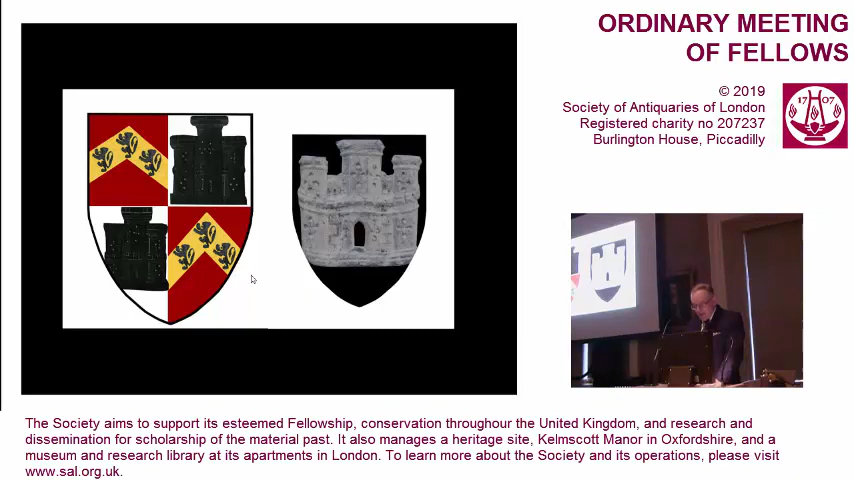 ORDINARY MEETING
OF FELLOWS
© 2019
Society of Antiquaries of London
Registered charity no 207237
Burlington House, Piccadilly
17 07
The Society aims to support its esteemed Fellowship, conservation throughour the United Kingdom, and research and
dissemination for scholarship of the material past. It also manages a heritage site, Kelmscott Manor in Oxfordshire, and a
museum and research library at its apartments in London. To learn more about the Society and its operations, please visit
www.sal.org.uk.